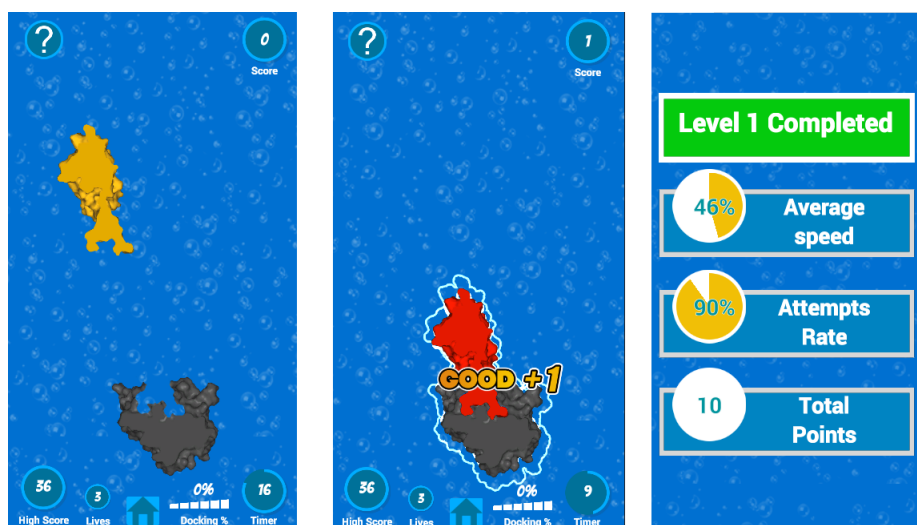 ?
0
Score
36
High Score
3
Lives
0%
Docking %
16
Timer
?
1
Score
GOOD +1
36
High Score
3
Lives
0%
Docking %
9
Timer
Level 1 Completed
46%
Average
speed
90%
Attempts
Rate
10
Total
Points